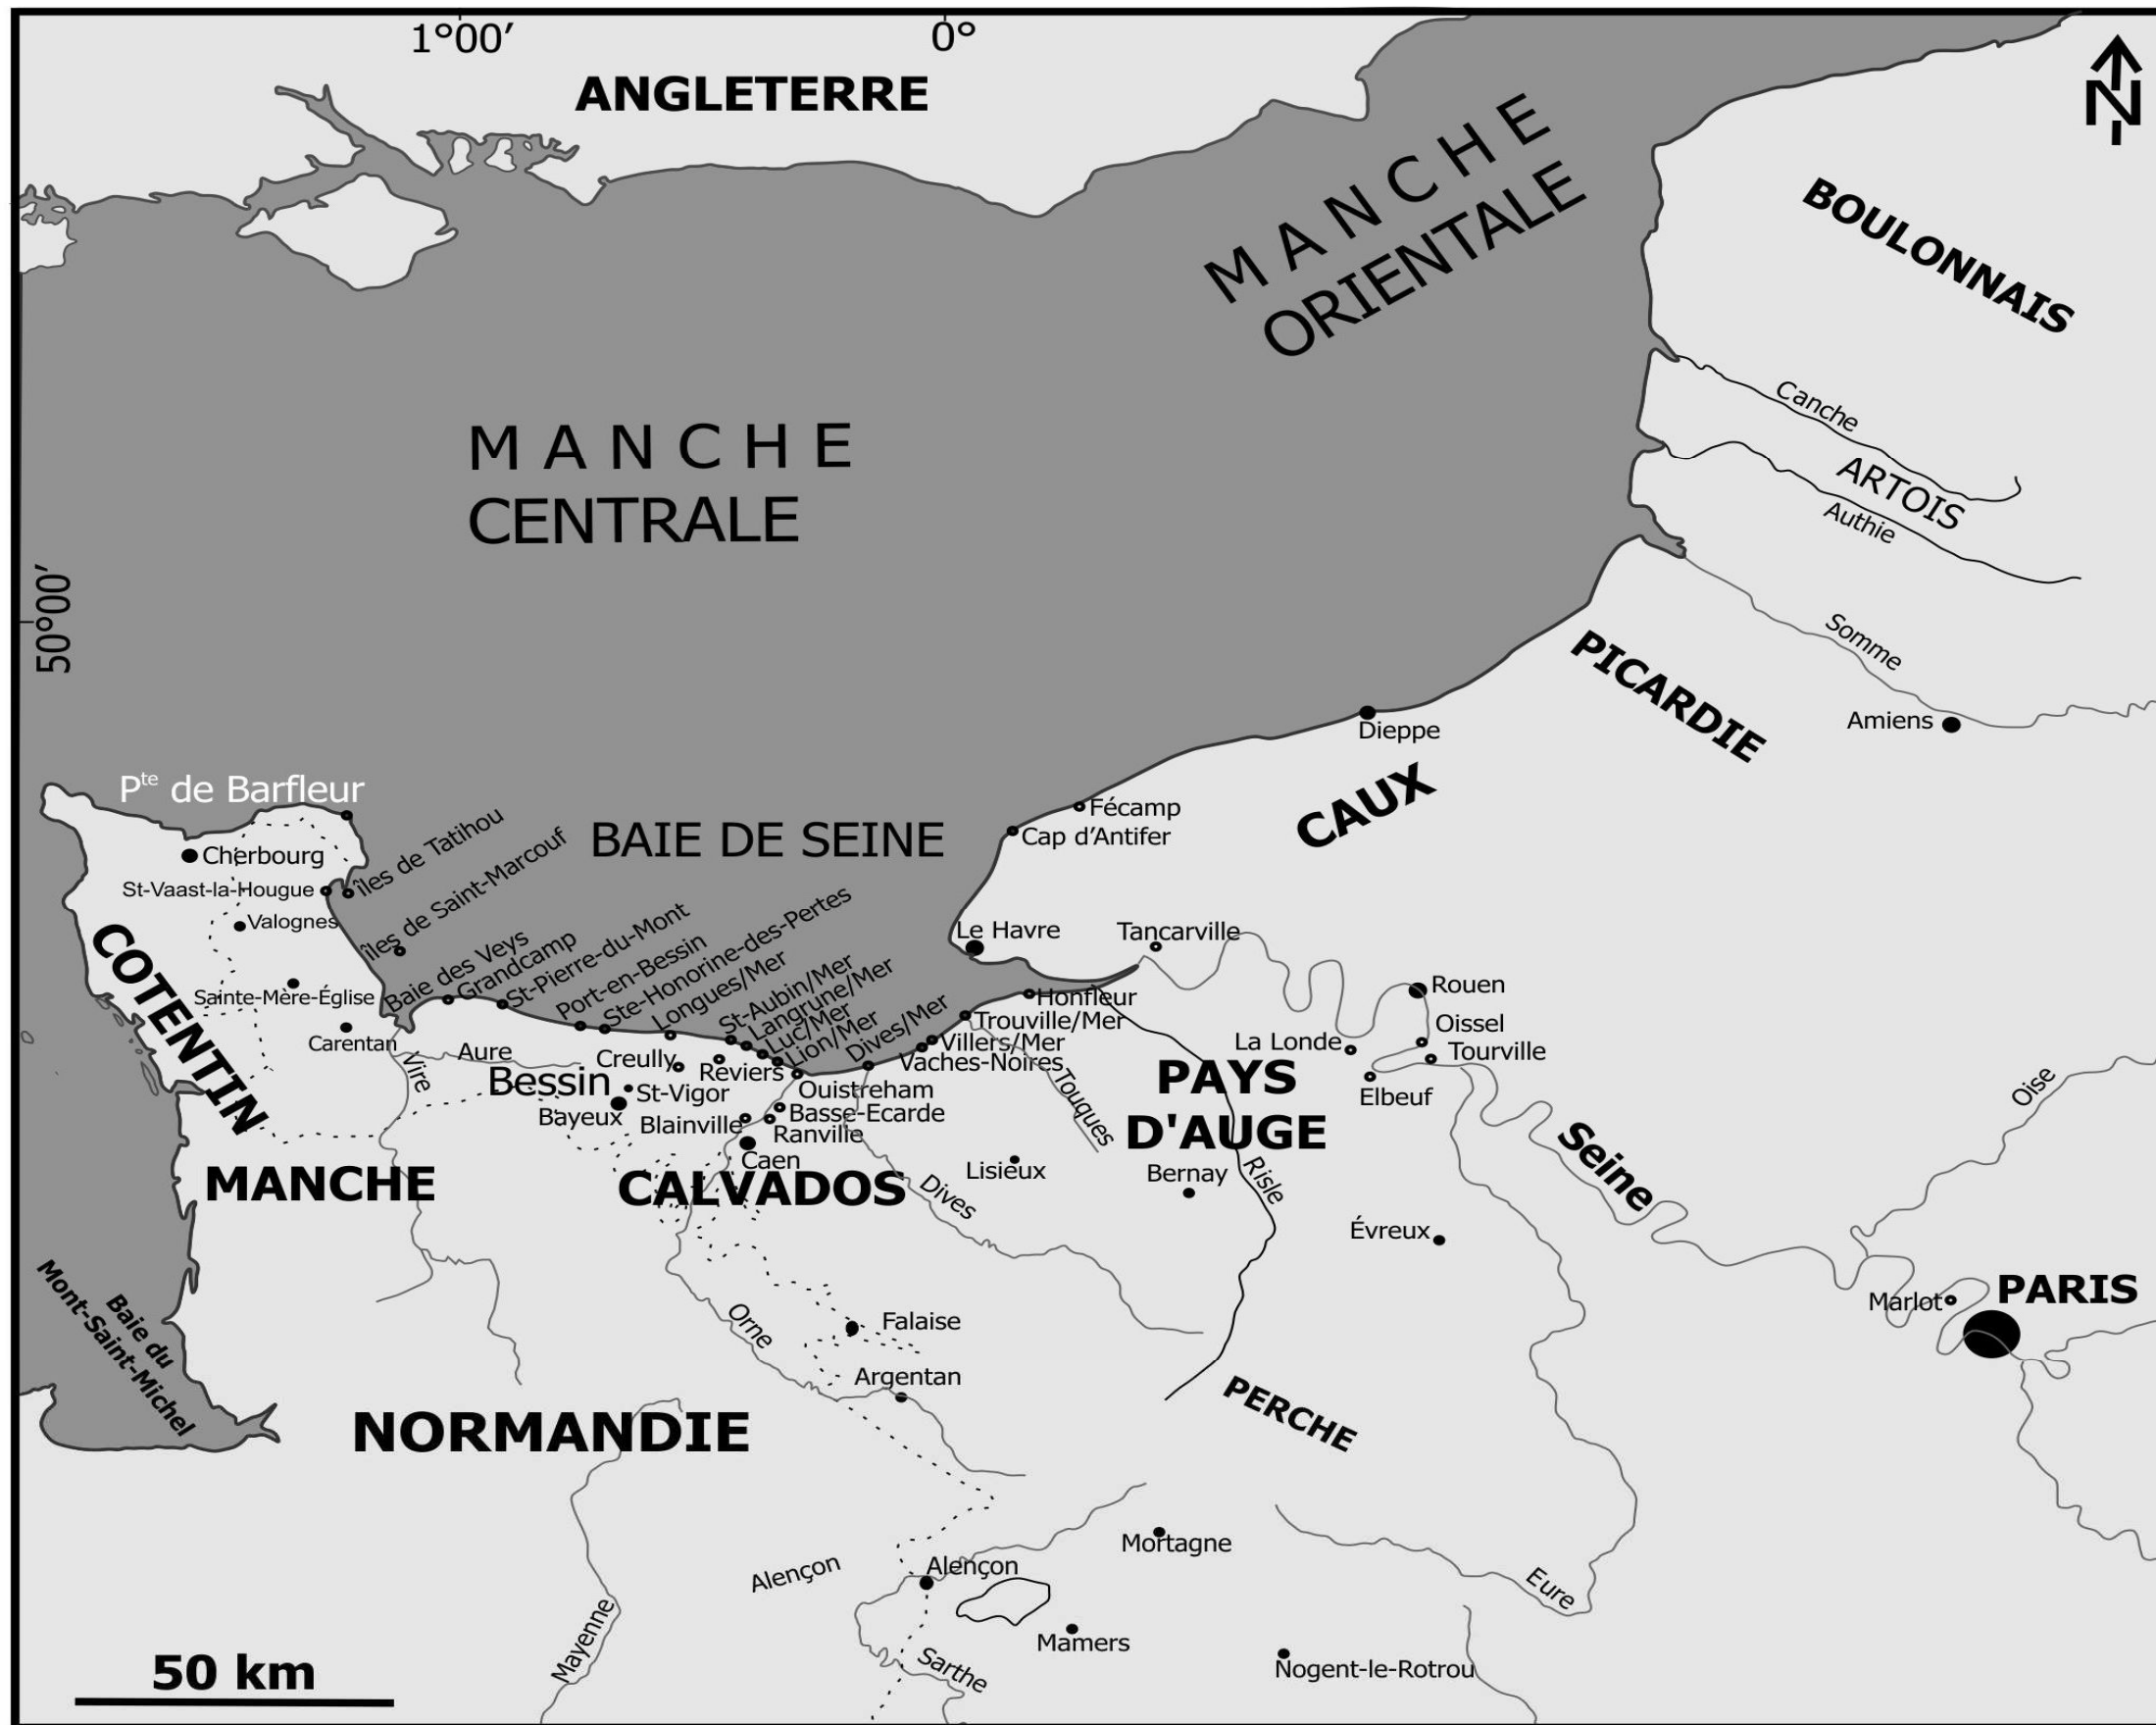 1°00’
0°
N
ANGLETERRE
MANCHE
ORIENTALE
BOULONNAIS
Canche
ARTOIS
Authie
MANCHE
CENTRALE
50°00’
Somme
PICARDIE
Amiens
Dieppe
CAUX
Fécamp
Cap d’Antifer
Pte de Barfleur
BAIE DE SEINE
Cherbourg
îles de Tatihou
St-Vaast-la-Hougue
îles de Saint-Marcouf
Valognes
COTENTIN
Sainte-Mère-Église
Carentan
Baie des Veys
Grandcamp
St-Pierre-du-Mont
Port-en-Bessin
Ste-Honorine-des-Pertes
Longues/Mer
St-Aubin/Mer
Langrune/Mer
Luc/Mer
Lion/Mer
Dives/Mer
Le Havre
Tancarville
Honfleur
Trouville/Mer
Villers/Mer
Vaches-Noires
Rouen
Oissel
La Londe
Tourville
Elbeuf
Aure
Vire
Creully
Reviers
Bessin
St-Vigor
Bayeux
Ouistreham
Basse-Ecarde
Blainville
Ranville
Caen
Touques
PAYS
D'AUGE
Oise
Seine
MANCHE
CALVADOS
Lisieux
Dives
Bernay
Risle
Évreux
Marlot
PARIS
Baie du
Mont-Saint-Michel
Orne
Falaise
Argentan
NORMANDIE
PERCHE
Mortagne
Alençon
Alençon
Eure
Mayenne
Mamers
Sarthe
Nogent-le-Rotrou
50 km